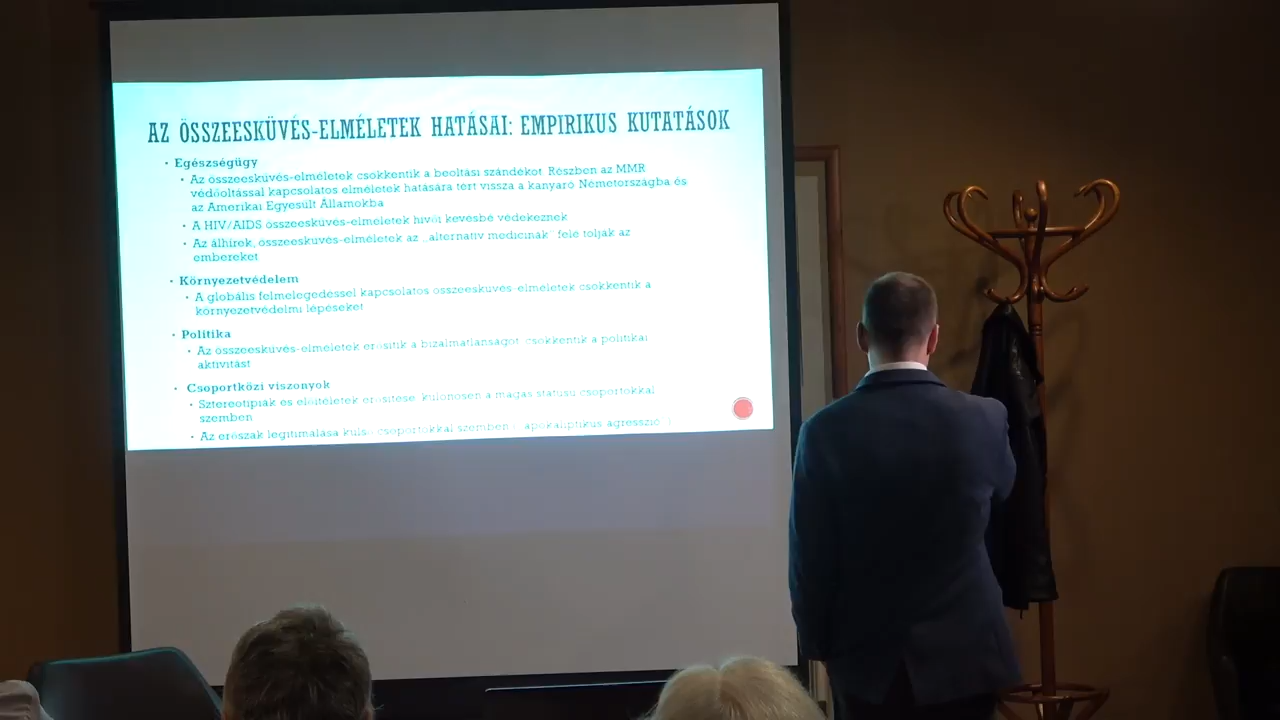 AZ ÖSSZEESKÜVÉS-ELMÉLETEK HATÁSAI: EMPIRIKUS KUTATÁSOK
Egészségügy
Az összeesküvés-elméletek csökkentik a beoltási szándékot. Részben az MMR
védőoltással kapcsolatos elméletek hatására tért vissza a kanyaró Németországba és
az Amerikai Egyesült Államokba
A HIV/AIDS összeesküvés-elméletek hívői kevésbé védekeznek
Az álhírek, összeesküvés-elméletek az „alternatív medicinák” felé tolják az
embereket
Környezetvédelem
A globális felmelegedéssel kapcsolatos összeesküvés-elméletek csökkentik a
környezetvédelmi lépéseket
Politika
Az összeesküvés-elméletek erősítik a bizalmatlanságot, csökkentik a politikai
aktivitást
Csoportközi viszonyok
Sztereotípiák és előítéletek erősítése, különösen a magas státusú csoportokkal
szemben
Az erőszak legitimálása külső csoportokkal szemben („apokaliptikus agresszió”)